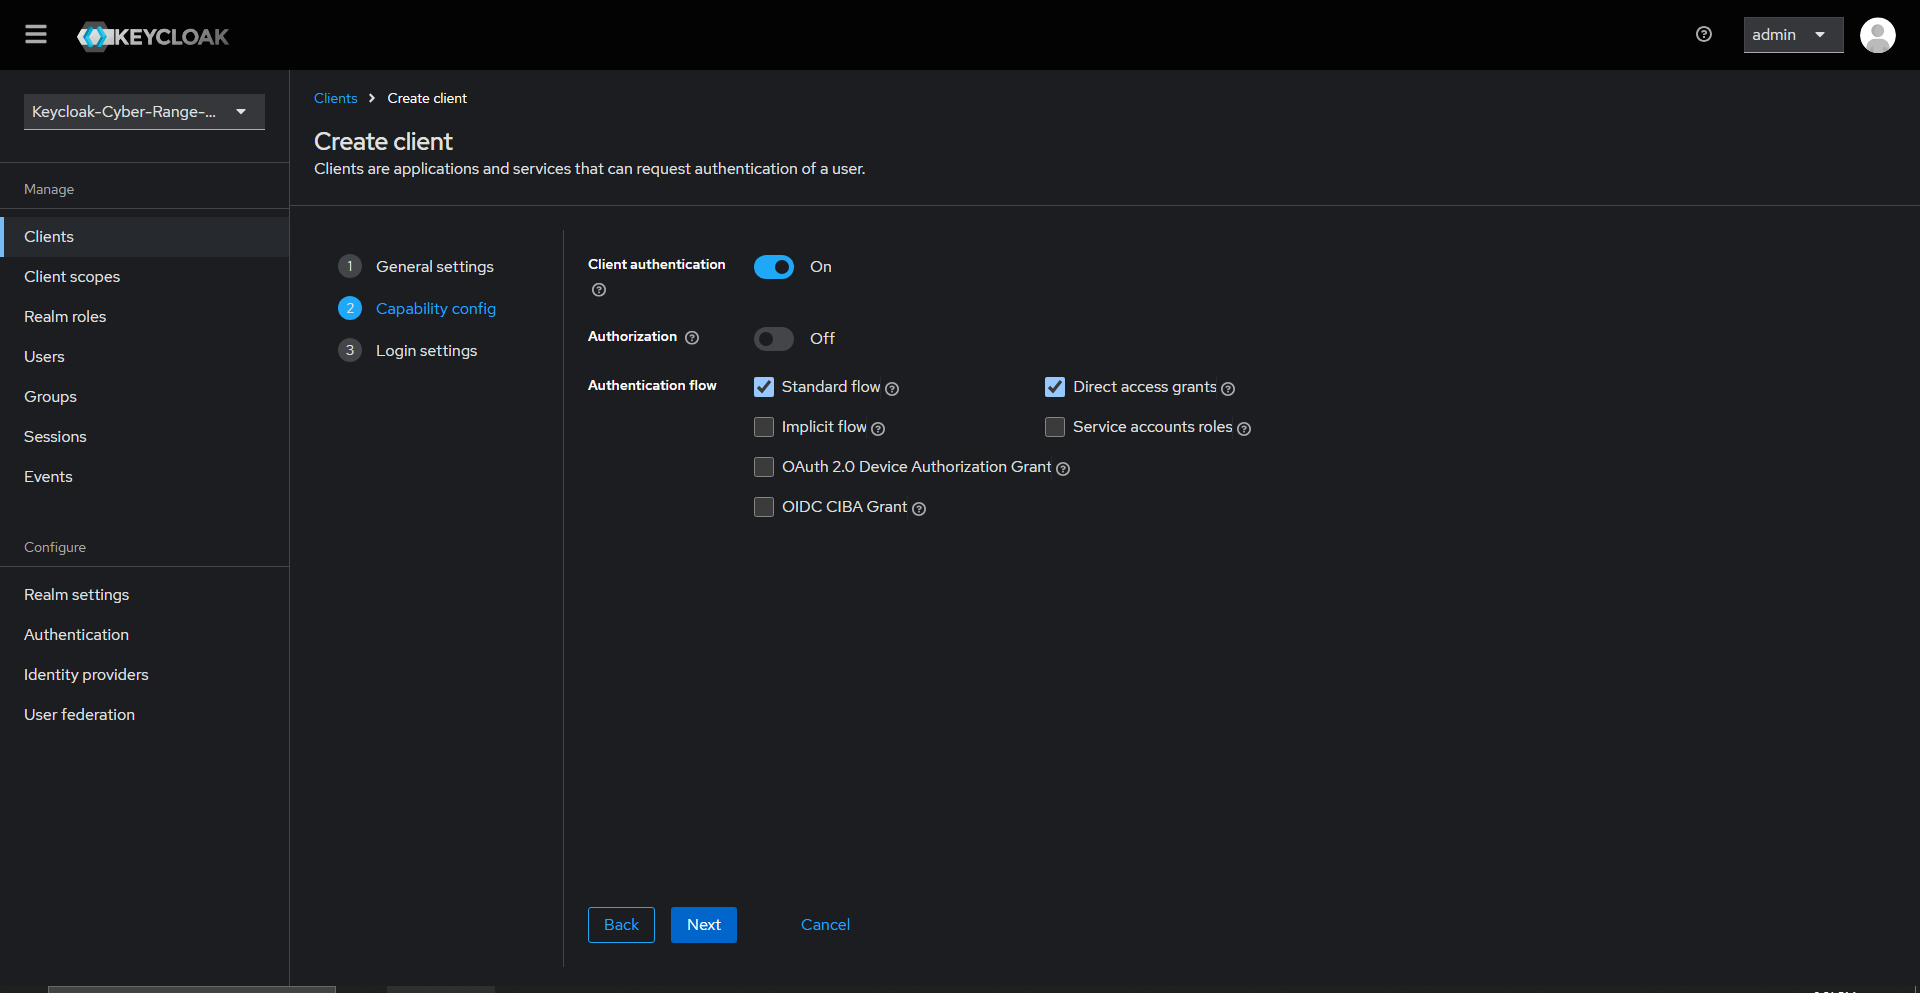 KEYCLOAK
admin
Keycloak-Cyber-Range-...
Manage
Clients
Client scopes
Realm roles
Users
Groups
Sessions
Events
Configure
Realm settings
Authentication
Identity providers
User federation
Clients > Create client
Create client
Clients are applications and services that can request authentication of a user.
1 General settings
2 Capability config
3 Login settings
Client authentication On
Authorization Off
Authentication flow Standard flow Direct access grants
Implicit flow Service accounts roles
OAuth 2.0 Device Authorization Grant
OIDC CIBA Grant
Back Next Cancel